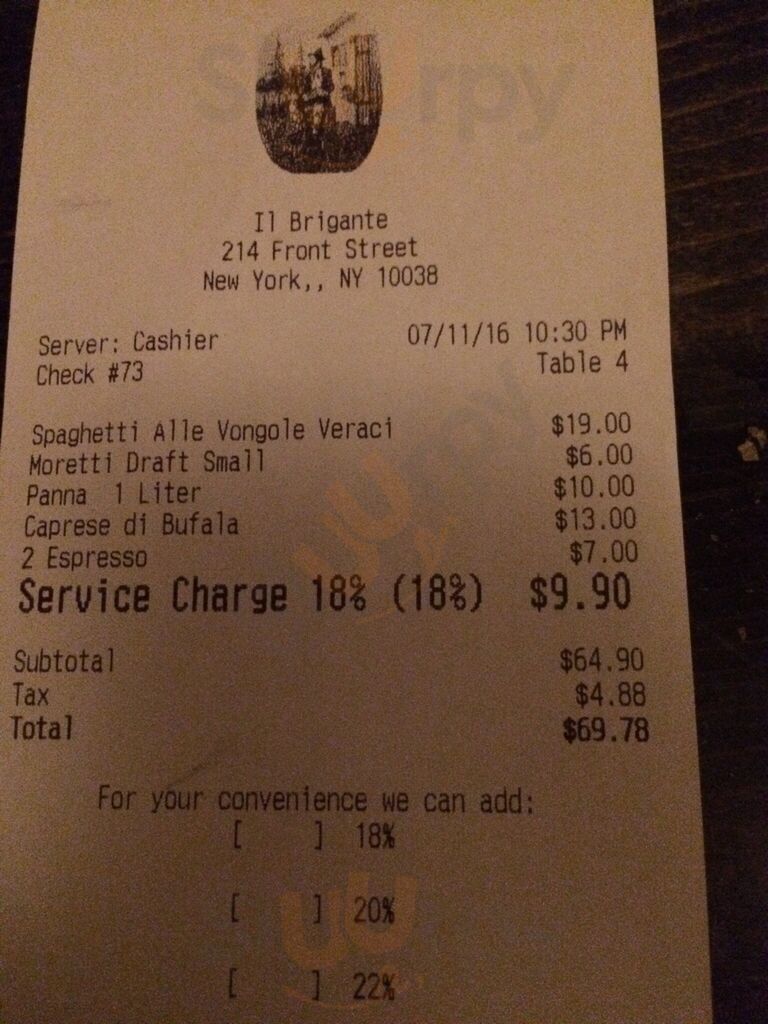 Il Brigante
214 Front Street
New York,, NY 10038
Server: Cashier 07/11/16 10:30 PM
Check #73 Table 4
Spaghetti Alle Vongole Veraci $19.00
Moretti Draft Small $6.00
Panna 1 Liter $10.00
Caprese di Bufala $13.00
2 Espresso $7.00
Service Charge 18% (18%) $9.90
Subtotal $64.90
Tax $4.88
Total $69.78
For your convenience we can add:
[ ] 18%
[ ] 20%
[ ] 22%